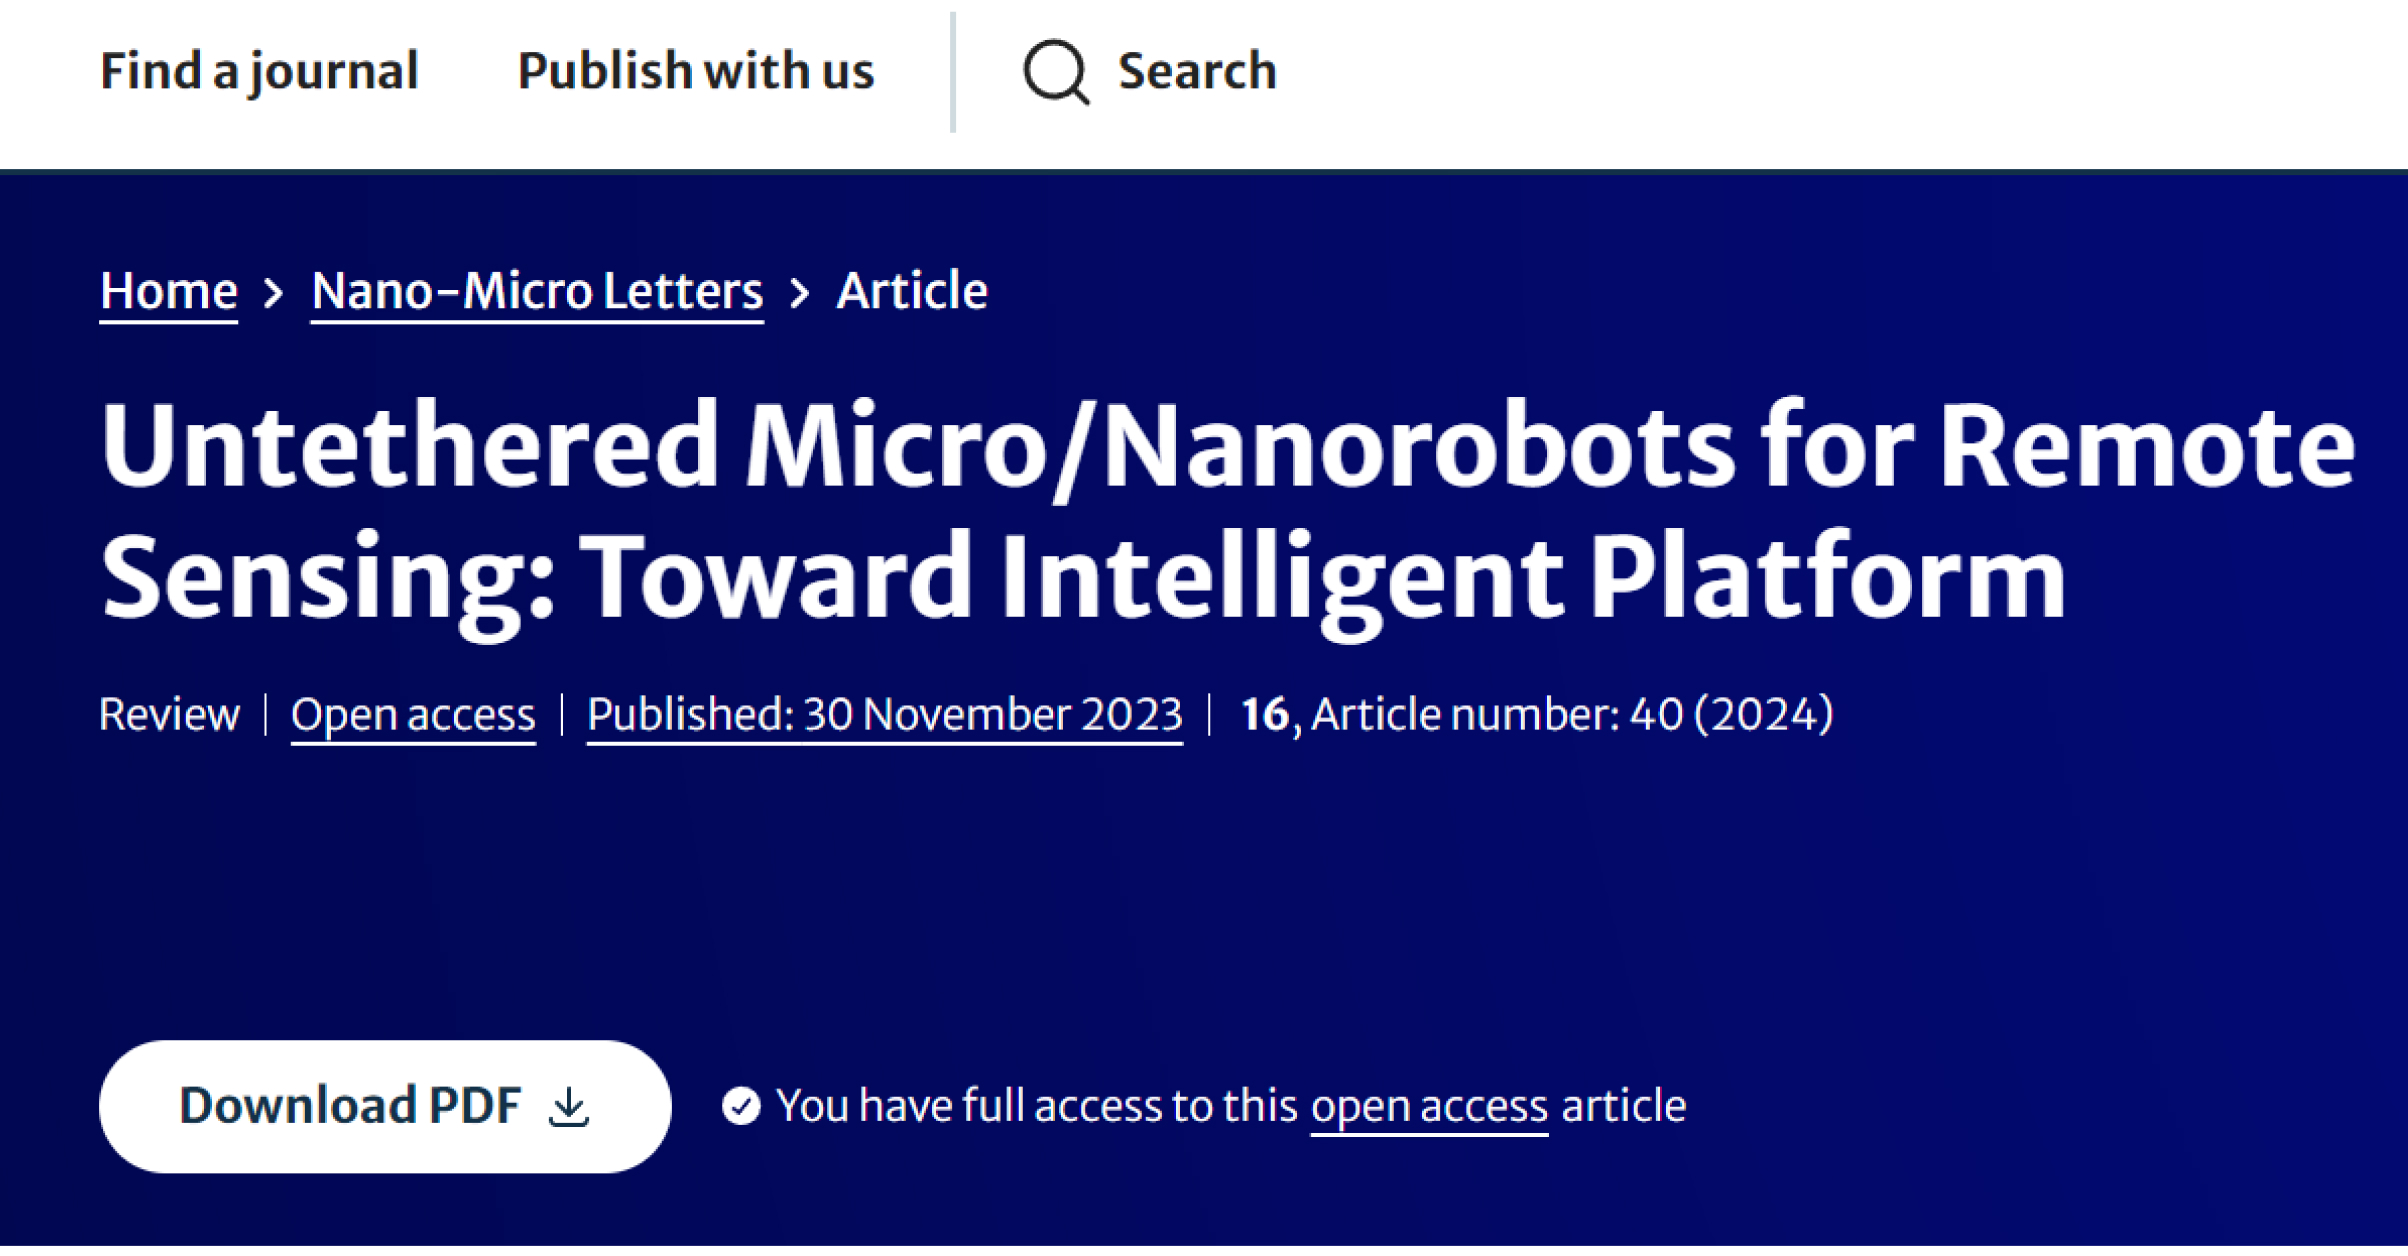 Find a journal Publish with us Search
Home > Nano-Micro Letters > Article
Untethered Micro/Nanorobots for Remote
Sensing: Toward Intelligent Platform
Review | Open access | Published: 30 November 2023 | 16, Article number: 40 (2024)
Download PDF You have full access to this open access article